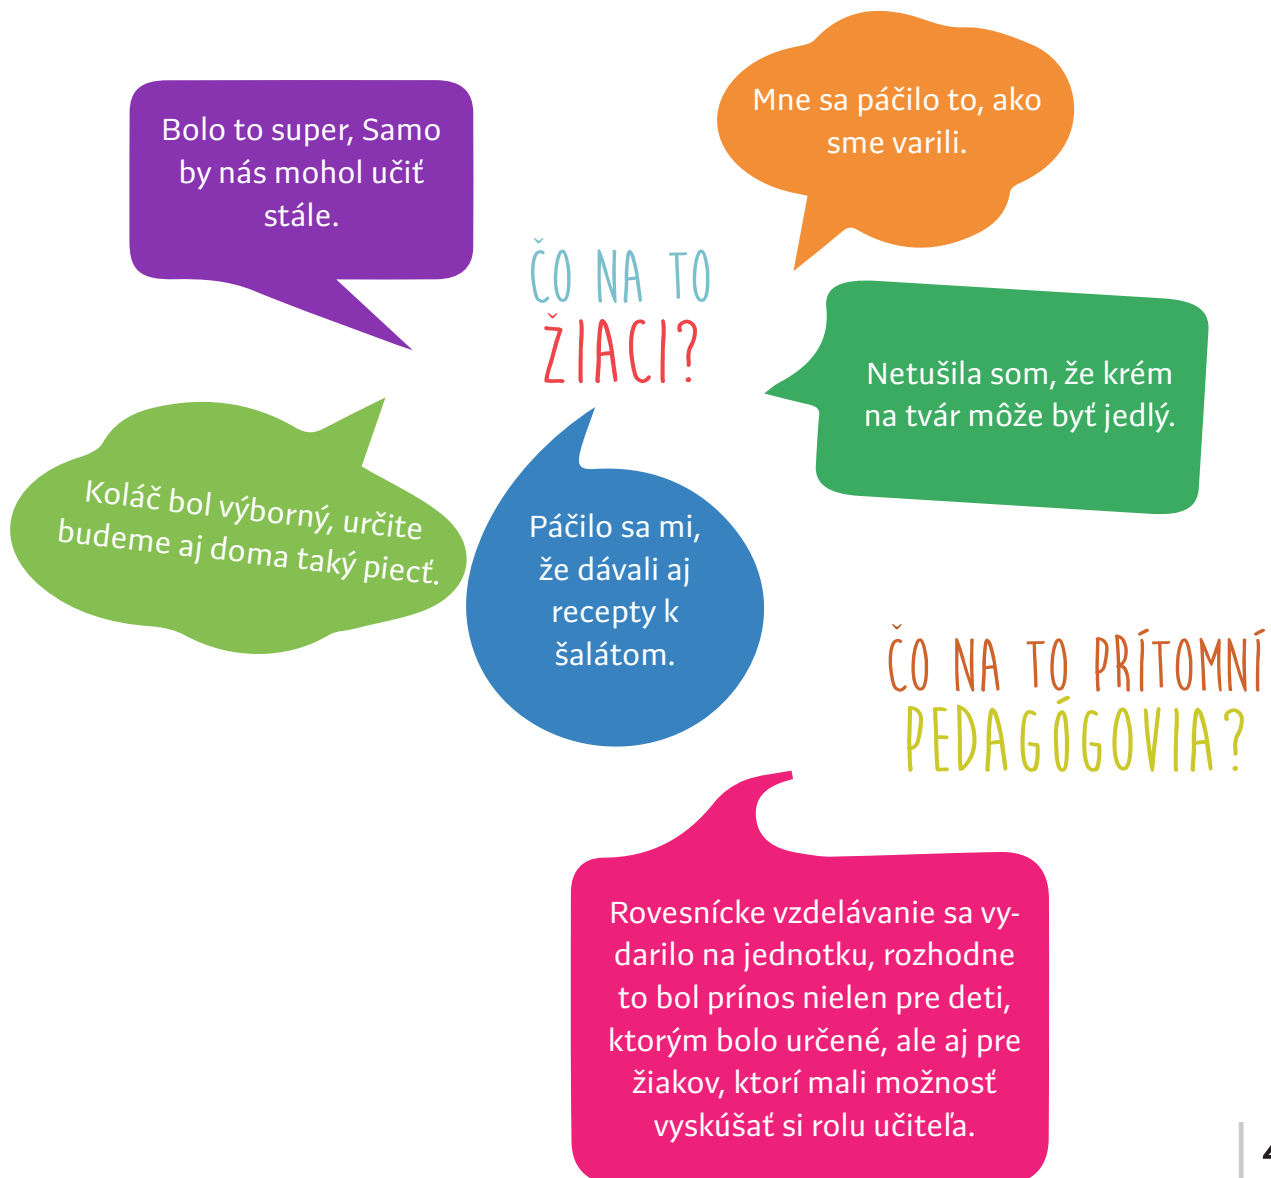 Bolo to super, Samo
by nás mohol učiť
stále.
Mne sa páčilo to, ako
sme varili.
ČO NA TO
ŽIACI?
Netušila som, že krém
na tvár môže byť jedlý.
Koláč bol výborný, určite
budeme aj doma taký piecť.
Páčilo sa mi,
že dávali aj
recepty k
šalátom.
ČO NA TO PRÍTOMNÍ
PEDAGÓGOVIA?
Rovesnícke vzdelávanie sa vy-
darilo na jednotku, rozhodne
to bol prínos nielen pre deti,
ktorým bolo určené, ale aj pre
žiakov, ktorí mali možnosť
vyskúšať si rolu učiteľa.